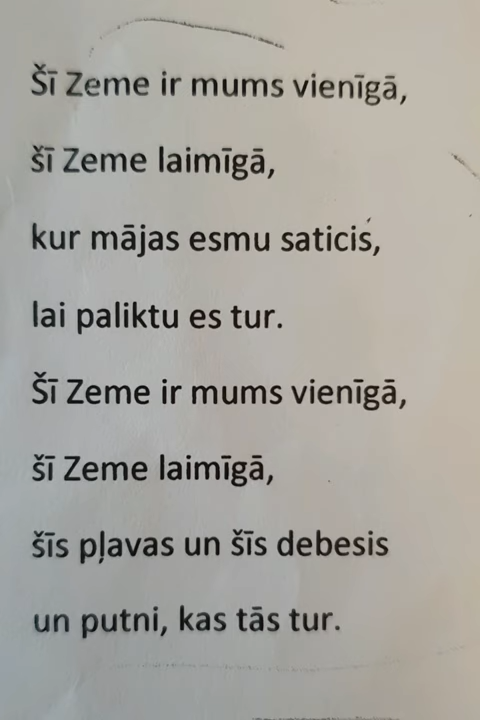 Šī Zeme ir mums vienīgā,
šī Zeme laimīgā,
kur mājas esmu saticis,
lai paliktu es tur.
Šī Zeme ir mums vienīgā,
šī Zeme laimīgā,
šīs pļavas un šīs debesis
un putni, kas tās tur.